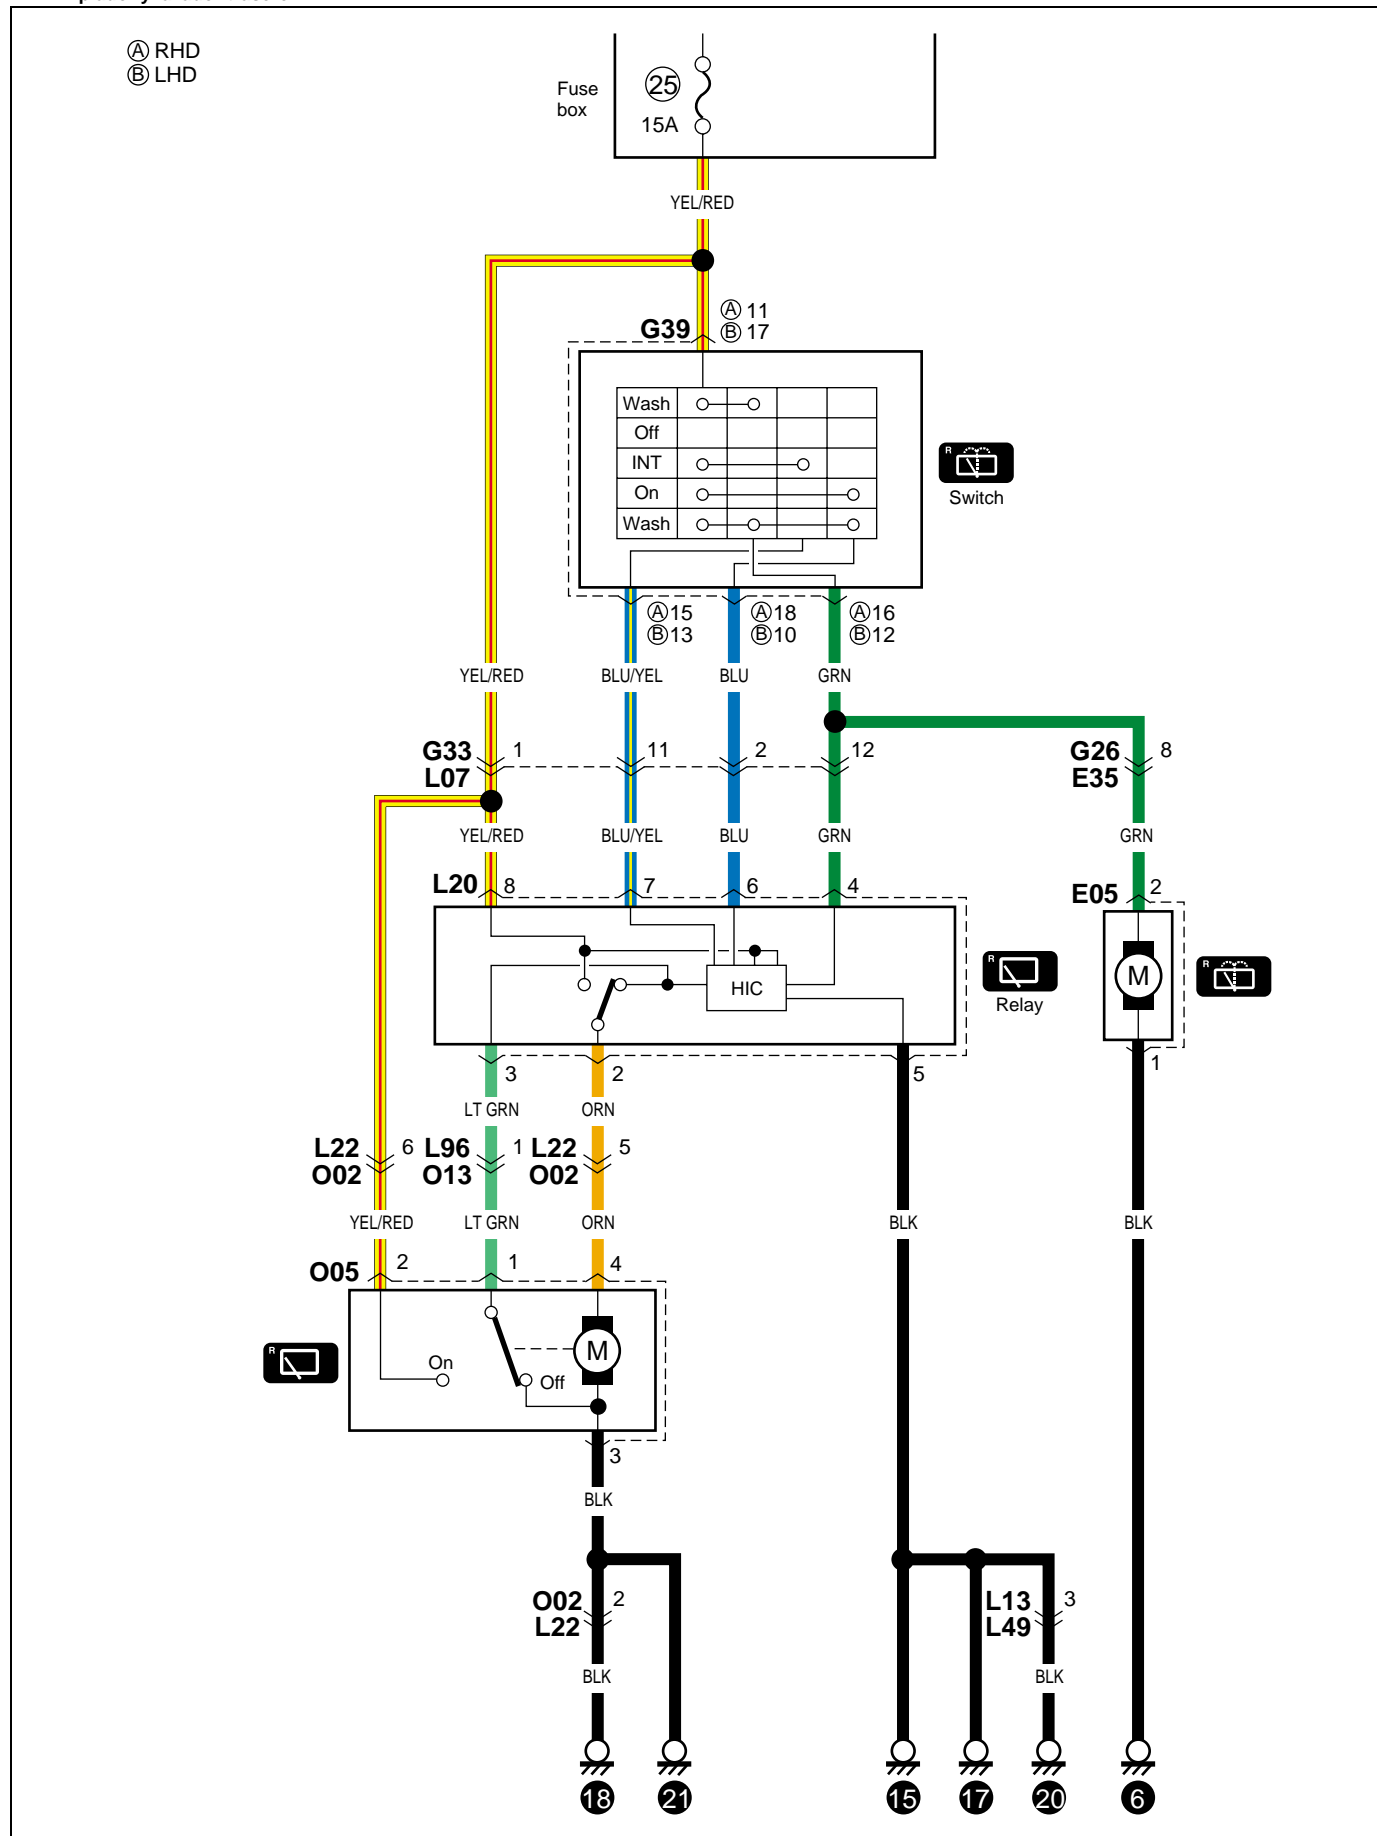 Ⓐ RHD
Ⓑ LHD
Fuse
box
25
15A
YEL/RED
Ⓐ 11
G39 Ⓑ 17
Wash
Off
INT
On
Wash
R
Switch
Ⓐ15 Ⓐ18 Ⓐ16
Ⓑ13 Ⓑ10 Ⓑ12
YEL/RED BLU/YEL BLU GRN
G33 1 11 2 12 G26 8
L07 E35
YEL/RED BLU/YEL BLU GRN GRN
L20 8 7 6 4 E05 2
R
HIC
Relay
M
R
3 2 5 1
LT GRN ORN
L22 6 L96 1 L22 5
O02 O13 O02
YEL/RED LT GRN ORN BLK BLK
O05 2 1 4
R
On
Off
M
3
BLK
O02 2 L13 3
L22 L49
BLK BLK
18 21 15 17 20 6